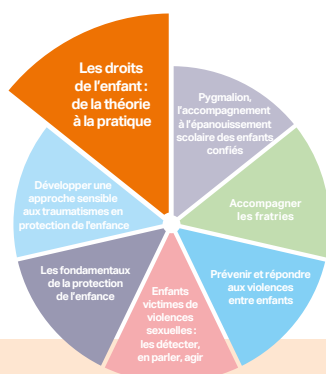 Les droits
de l'enfant :
de la théorie
à la pratique
Pygmalion,
l'accompagnement
à l'épanouissement
scolaire des enfants
confiés
Accompagner
les fratries
Prévenir et répondre
aux violences
entre enfants
Enfants
victimes de
violences
sexuelles :
les détecter,
en parler, agir
Les fondamentaux
de la protection
de l'enfance
Développer une
approche sensible
aux traumatismes en
protection de l'enfance